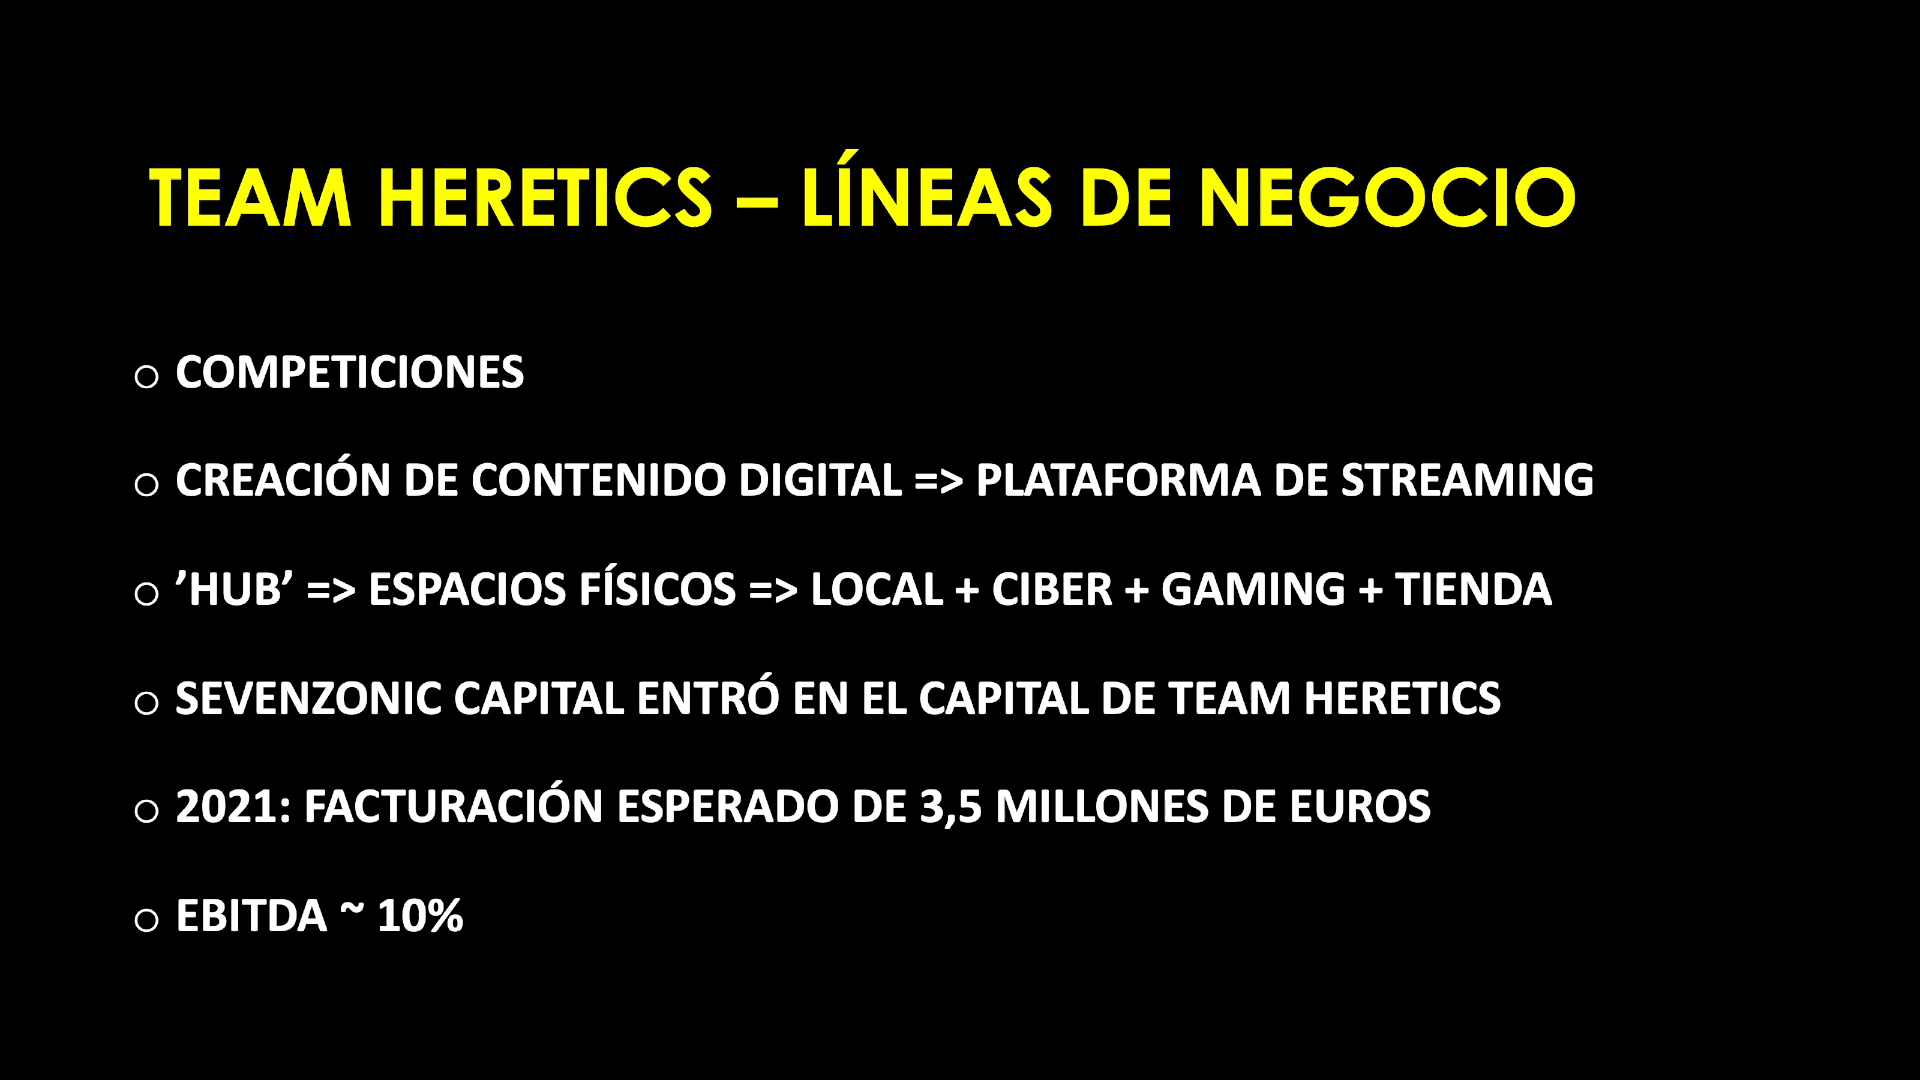 TEAM HERETICS – LÍNEAS DE NEGOCIO
o COMPETICIONES
o CREACIÓN DE CONTENIDO DIGITAL => PLATAFORMA DE STREAMING
o ’HUB’ => ESPACIOS FÍSICOS => LOCAL + CIBER + GAMING + TIENDA
o SEVENZONIC CAPITAL ENTRÓ EN EL CAPITAL DE TEAM HERETICS
o 2021: FACTURACIÓN ESPERADO DE 3,5 MILLONES DE EUROS
o EBITDA ~ 10%